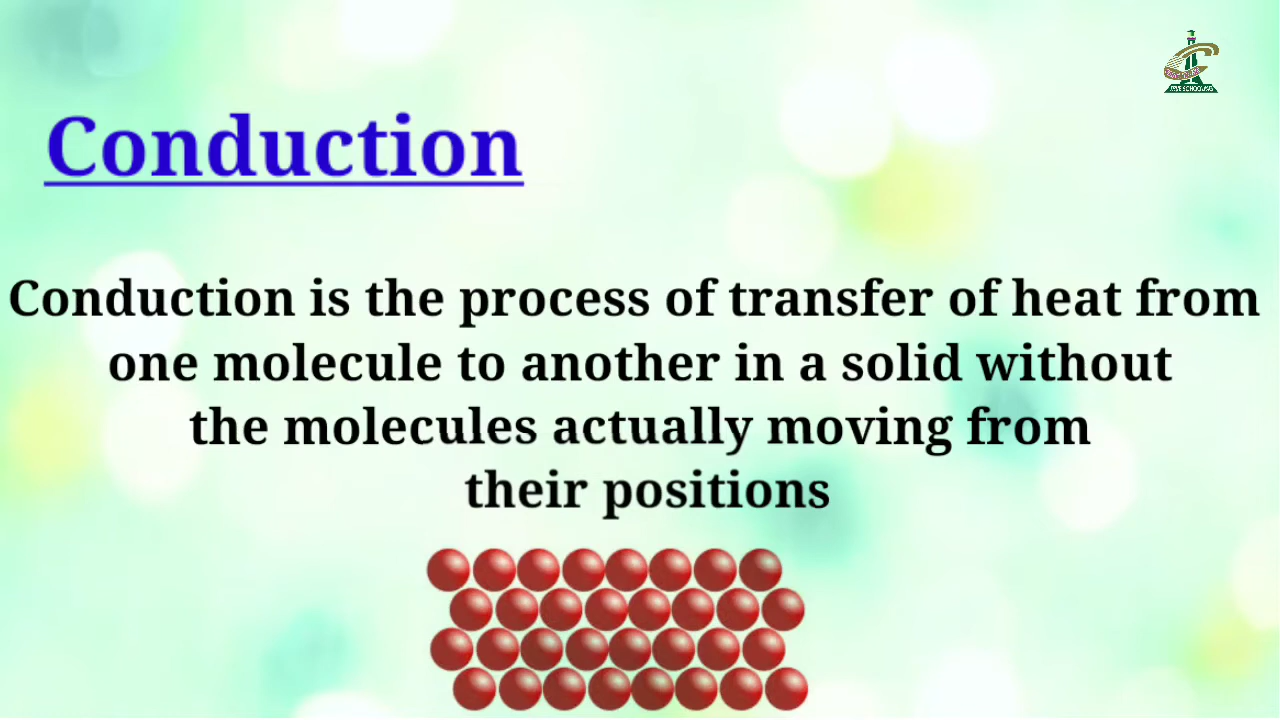 Conduction
Conduction is the process of transfer of heat from
one molecule to another in a solid without
the molecules actually moving from
their positions